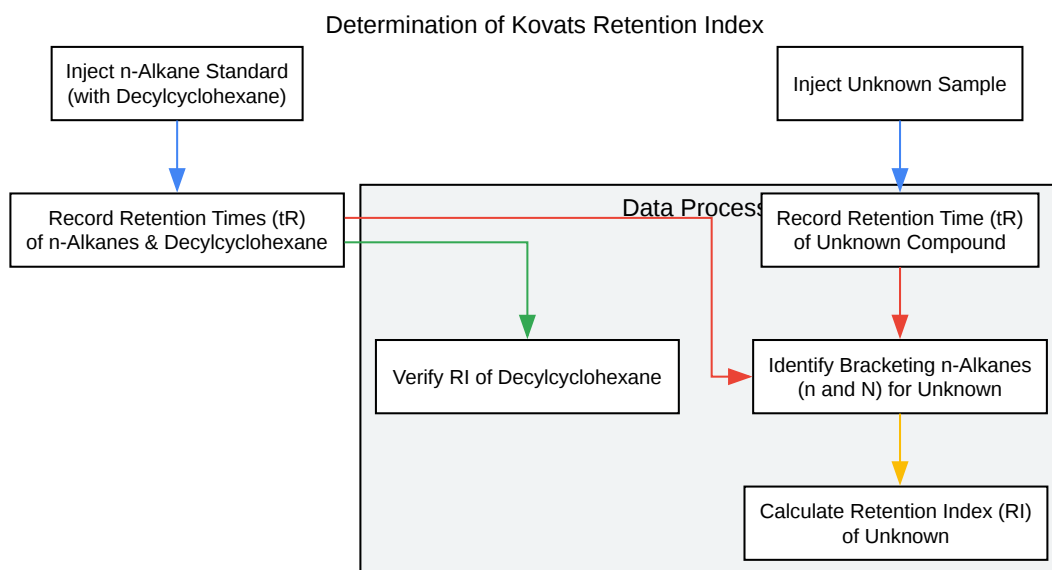 Determination of Kovats Retention Index
Inject n-Alkane Standard
(with Decylcyclohexane)
Inject Unknown Sample
Record Retention Times (tR)
of n-Alkanes & Decylcyclohexane
Data Process
Record Retention Time (tR)
of Unknown Compound
Verify RI of Decylcyclohexane
Identify Bracketing n-Alkanes
(n and N) for Unknown
Calculate Retention Index (RI)
of Unknown